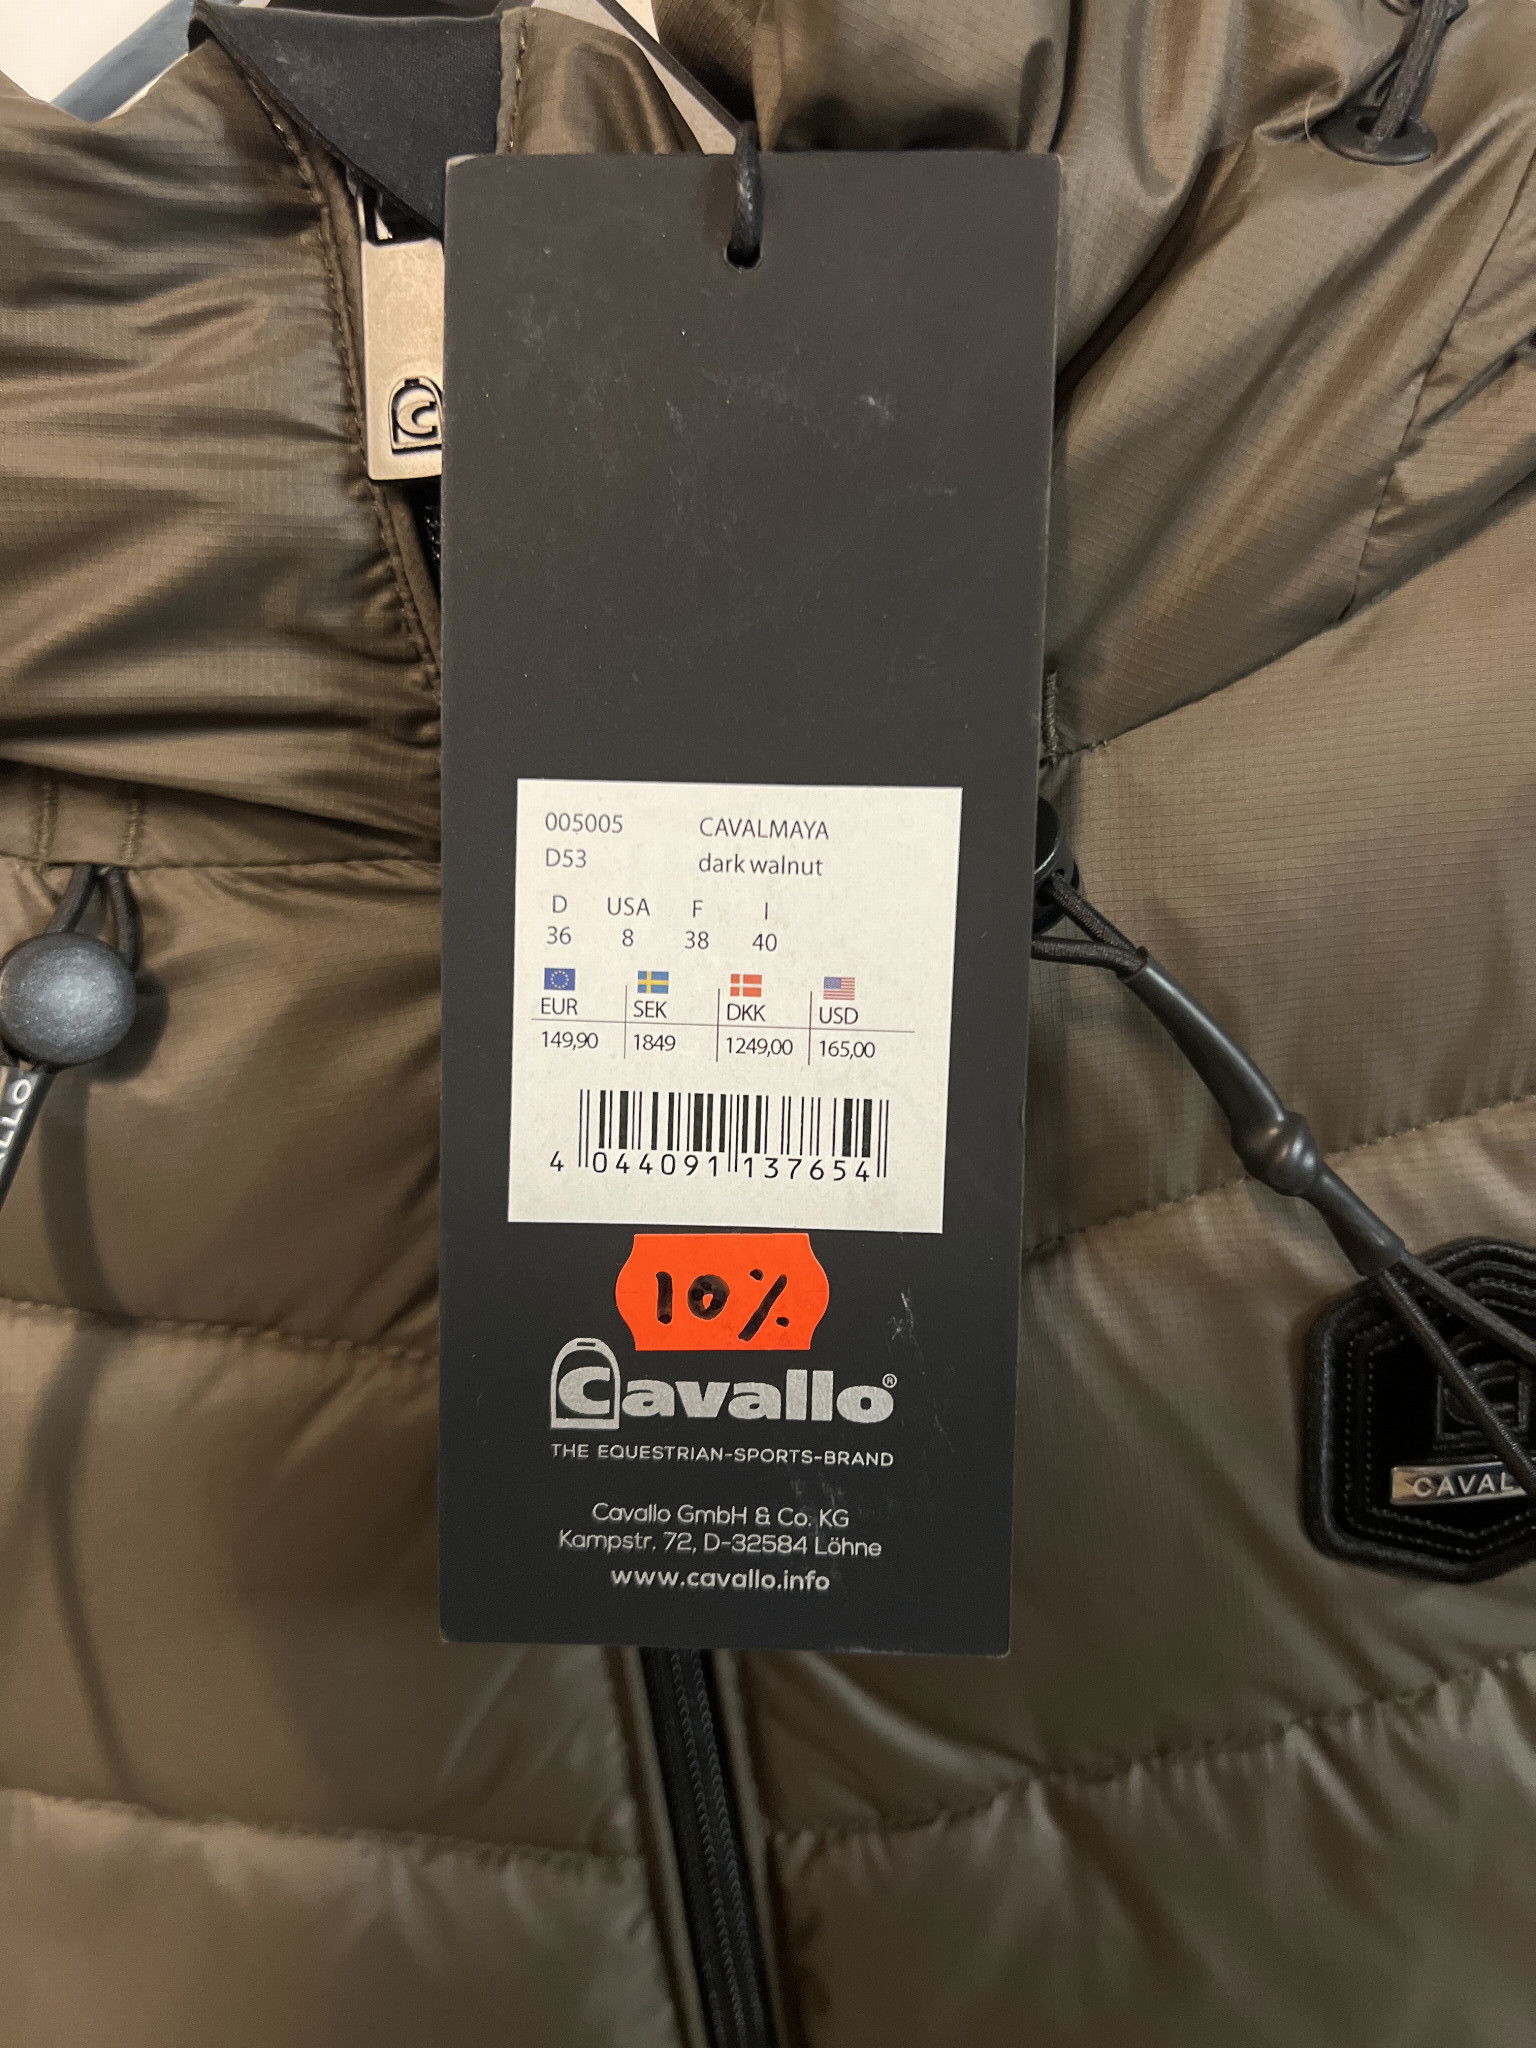 005005 CAVALMAYA
D53 dark walnut
D USA F I
36 8 38 40
EUR SEK DKK USD
149,90 1849 1249,00 165,00
4 044091 137654
10%
Cavallo®
THE EQUESTRIAN-SPORTS-BRAND
Cavallo GmbH & Co. KG
Kampstr. 72, D-32584 Löhne
www.cavallo.info
CAVAL
LLO